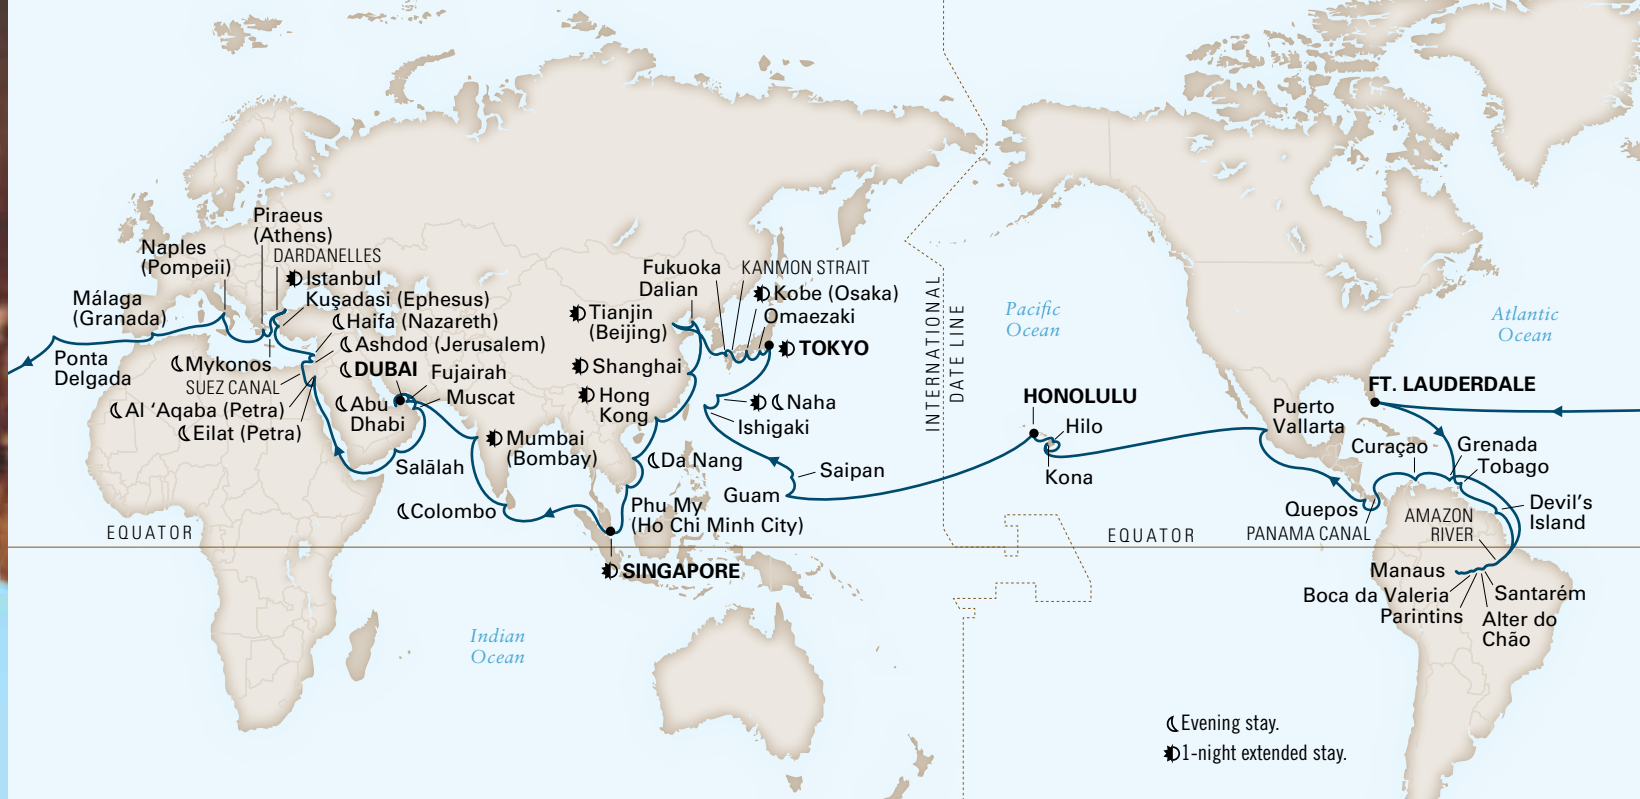 Piraeus
(Athens)
DARDANELLES
Naples
(Pompeii)
Istanbul
Kuşadasi (Ephesus)
Málaga
(Granada)
Haifa (Nazareth)
Ashdod (Jerusalem)
Ponta
Delgada
Mykonos
SUEZ CANAL
DUBAI
Fujairah
Muscat
Al ‘Aqaba (Petra)
Eilat (Petra)
Abu
Dhabi
Salālah
Mumbai
(Bombay)
Colombo
EQUATOR
Indian
Ocean
Fukuoka
Dalian
KANMON STRAIT
Kobe (Osaka)
Omaezaki
Tianjin
(Beijing)
TOKYO
Shanghai
Hong
Kong
Naha
Ishigaki
Da Nang
Saipan
Guam
Phu My
(Ho Chi Minh City)
SINGAPORE
INTERNATIONAL
DATE LINE
Pacific
Ocean
HONOLULU
Hilo
Kona
EQUATOR
Atlantic
Ocean
FT. LAUDERDALE
Puerto
Vallarta
Curaçao
Grenada
Tobago
Quepos
PANAMA CANAL
AMAZON
RIVER
Devil’s
Island
Manaus
Boca da Valeria
Parintins
Santarém
Alter do
Chão
Evening stay.
1-night extended stay.